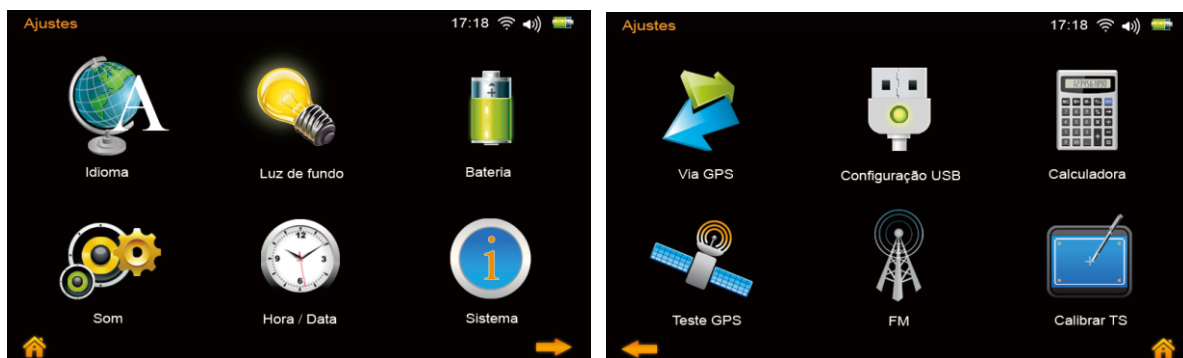 Ajustes 17:18
Idioma Luz de fundo Bateria
Som Hora / Data Sistema
Ajustes 17:18
Via GPS Configuração USB Calculadora
Teste GPS FM Calibrar TS